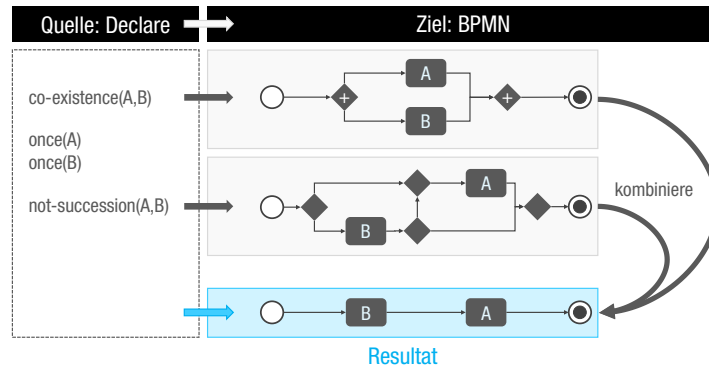 Quelle: Declare
Ziel: BPMN
co-existence(A,B)
A
+
+
B
once(A)
once(B)
not-succession(A,B)
A
B
kombiniere
B
A
Resultat